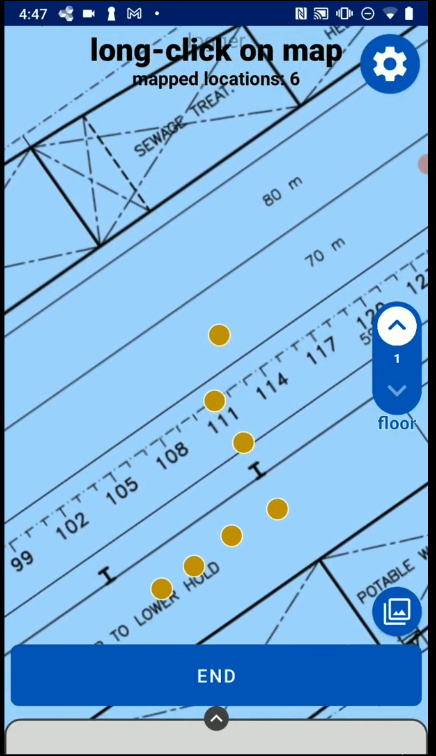 4:47
long-click on map
mapped locations: 6
SEWAGE TREAT.
80 m
70 m
120
117
114
111
108
105
102
99
1
floor
I
I
TO LOWER HOLD
POTABLE W
END